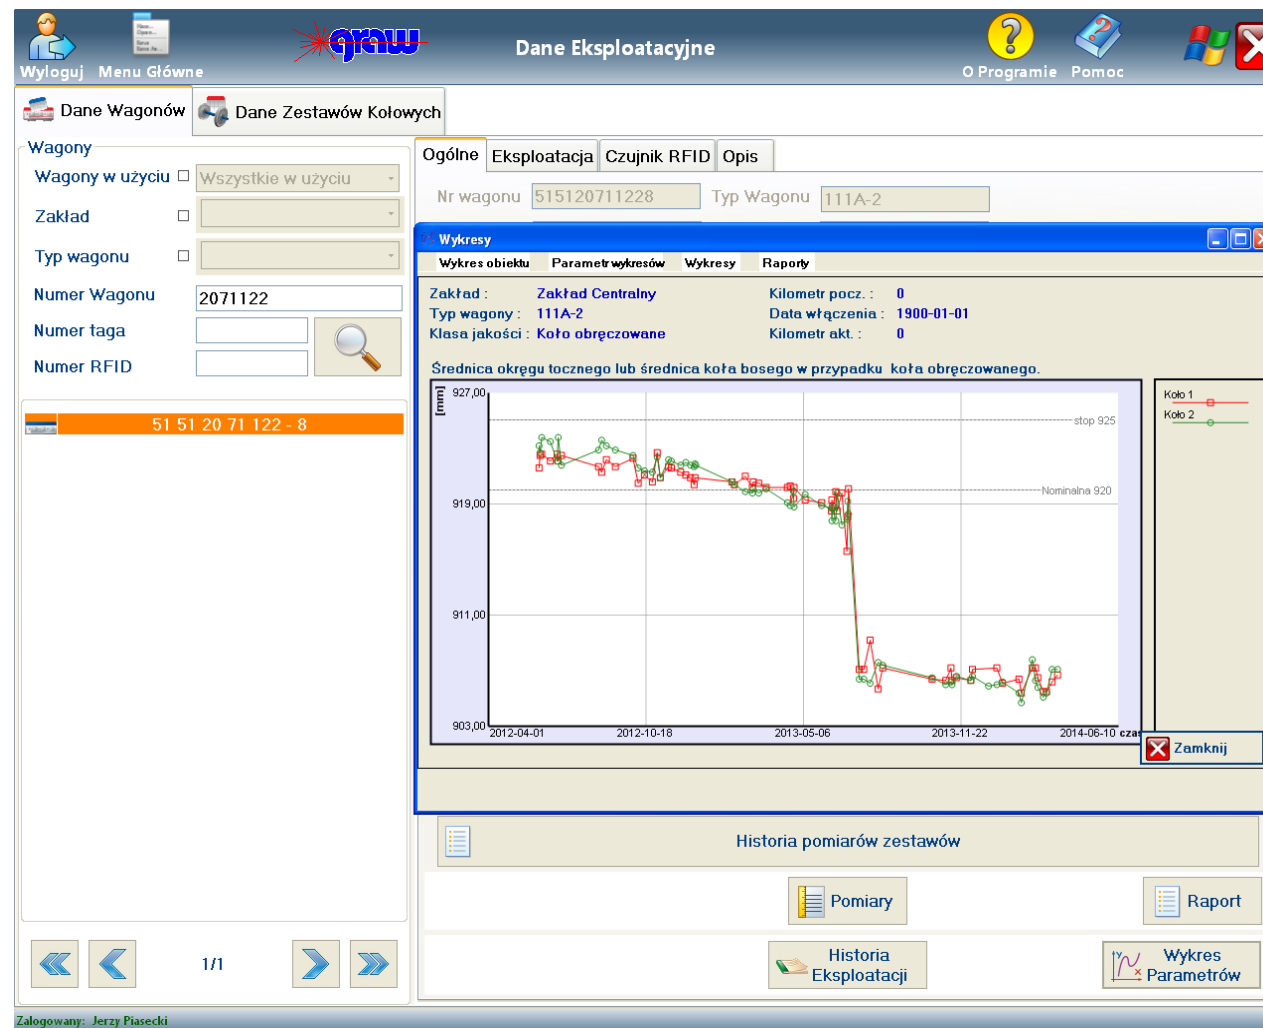 Wyloguj
Menu Główne
graw
Dane Eksploatacyjne
O Programie
Pomoc
Dane Wagonów
Dane Zestawów Kołowych
Wagony
Wagony w użyciu
Wszystkie w użyciu
Zakład
Typ wagonu
Numer Wagonu
2071122
Numer taga
Numer RFID
51 51 20 71 122 - 8
1/1
Ogólne
Eksploatacja
Czujnik RFID
Opis
Nr wagonu
515120711228
Typ Wagonu
111A-2
Wykresy
Wykres obiektu
Parametr wykresów
Wykresy
Raporty
Zakład :
Zakład Centralny
Kilometr pocz. :
0
Typ wagony :
111A-2
Data włączenia :
1900-01-01
Klasa jakości :
Koło obręczowane
Kilometr akt. :
0
Średnica okręgu tocznego lub średnica koła bosego w przypadku koła obręczowanego.
[mm]
927,00
919,00
911,00
903,00
stop 925
Nominalna 920
2012-04-01
2012-10-18
2013-05-06
2013-11-22
2014-06-10
Koło 1
Koło 2
Zamknij
Historia pomiarów zestawów
Pomiary
Raport
Historia
Eksploatacji
Wykres
Parametrów
Zalogowany: Jerzy Piasecki